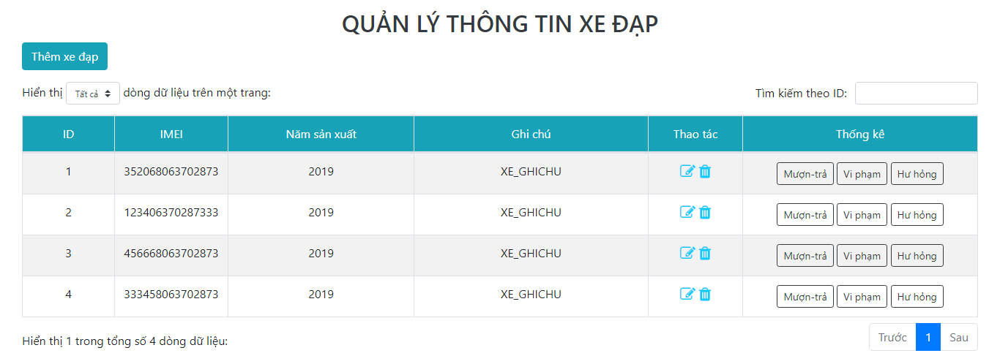 QUẢN LÝ THÔNG TIN XE ĐẠP
Thêm xe đạp
Hiển thị Tất cả dòng dữ liệu trên một trang: Tìm kiếm theo ID:
ID IMEI Năm sản xuất Ghi chú Thao tác Thống kê
1 352068063702873 2019 XE_GHICHU Mượn-trả Vi phạm Hư hỏng
2 123406370287333 2019 XE_GHICHU Mượn-trả Vi phạm Hư hỏng
3 456668063702873 2019 XE_GHICHU Mượn-trả Vi phạm Hư hỏng
4 333458063702873 2019 XE_GHICHU Mượn-trả Vi phạm Hư hỏng
Hiển thị 1 trong tổng số 4 dòng dữ liệu: Trước 1 Sau